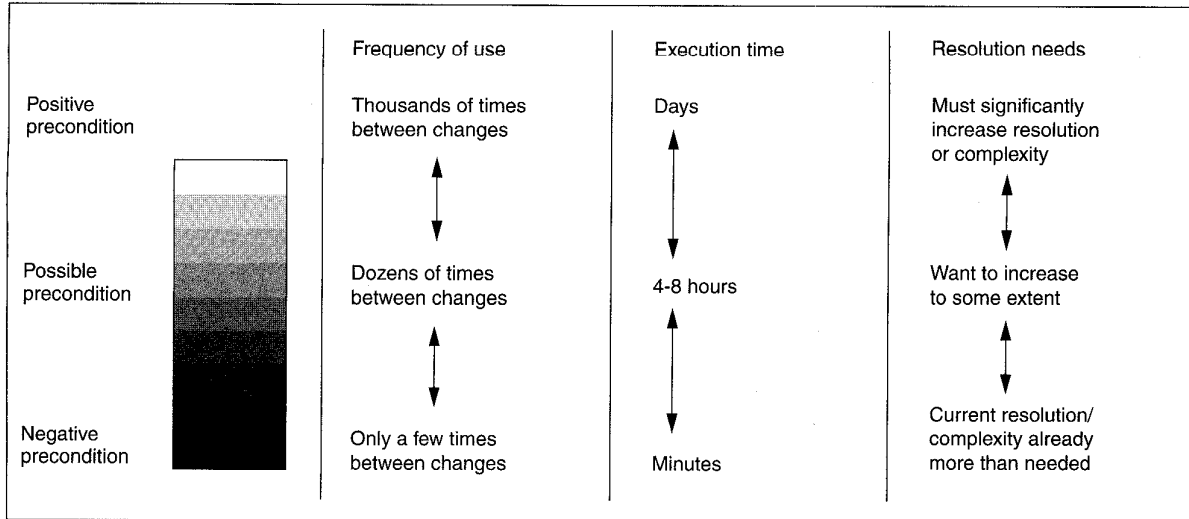 Frequency of use
Execution time
Resolution needs
Positive
precondition
Thousands of times
between changes
Days
Must significantly
increase resolution
or complexity
Possible
precondition
Dozens of times
between changes
4-8 hours
Want to increase
to some extent
Negative
precondition
Only a few times
between changes
Minutes
Current resolution/
complexity already
more than needed